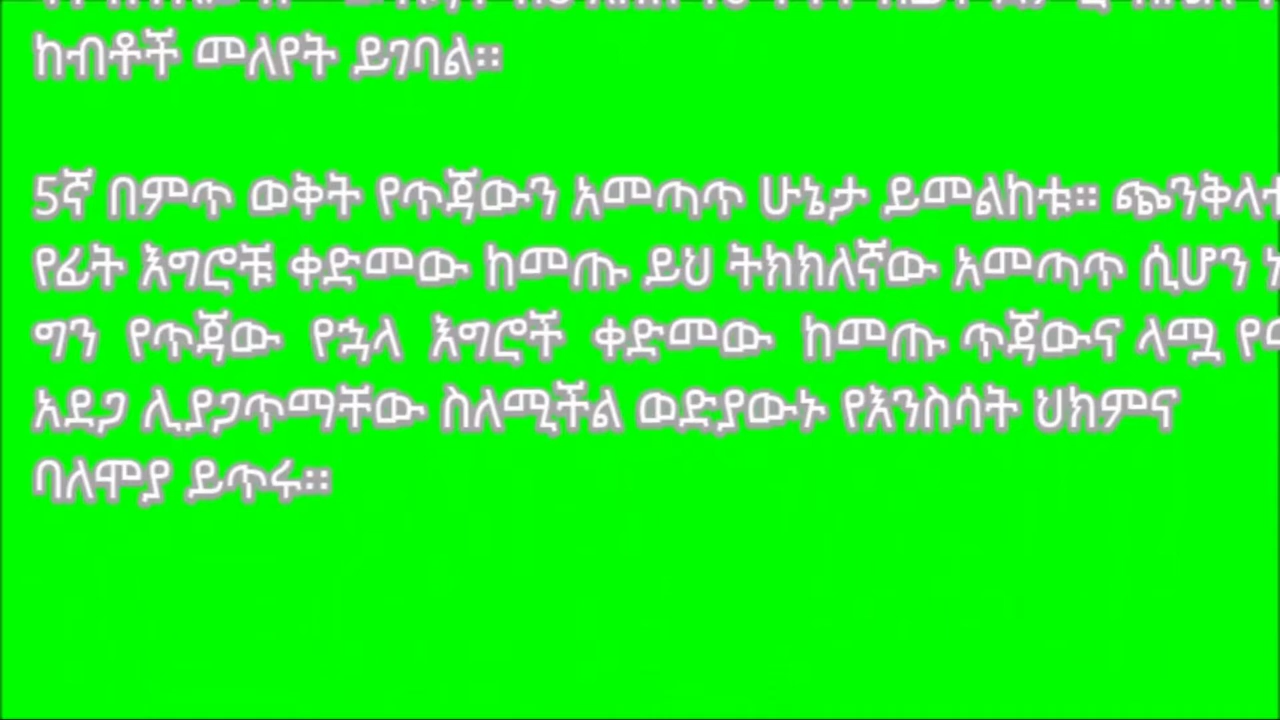 ከብቶች መለየት ይገባል።
5ኛ በምጥ ወቅት የጥጃውን አመጣጥ ሁኔታ ይመልከቱ።
የፊት እግሮቹ ቀድመው ከመጡ ይህ ትክክለኛው አመጣጥ ሲሆን
ግን የጥጃው የኋላ እግሮች ቀድመው ከመጡ ጥጃውና ላሟ
አደጋ ሊያጋጥማቸው ስለሚችል ወድያውኑ የእንስሳት ህክምና
ባለሞያ ይጥሩ።